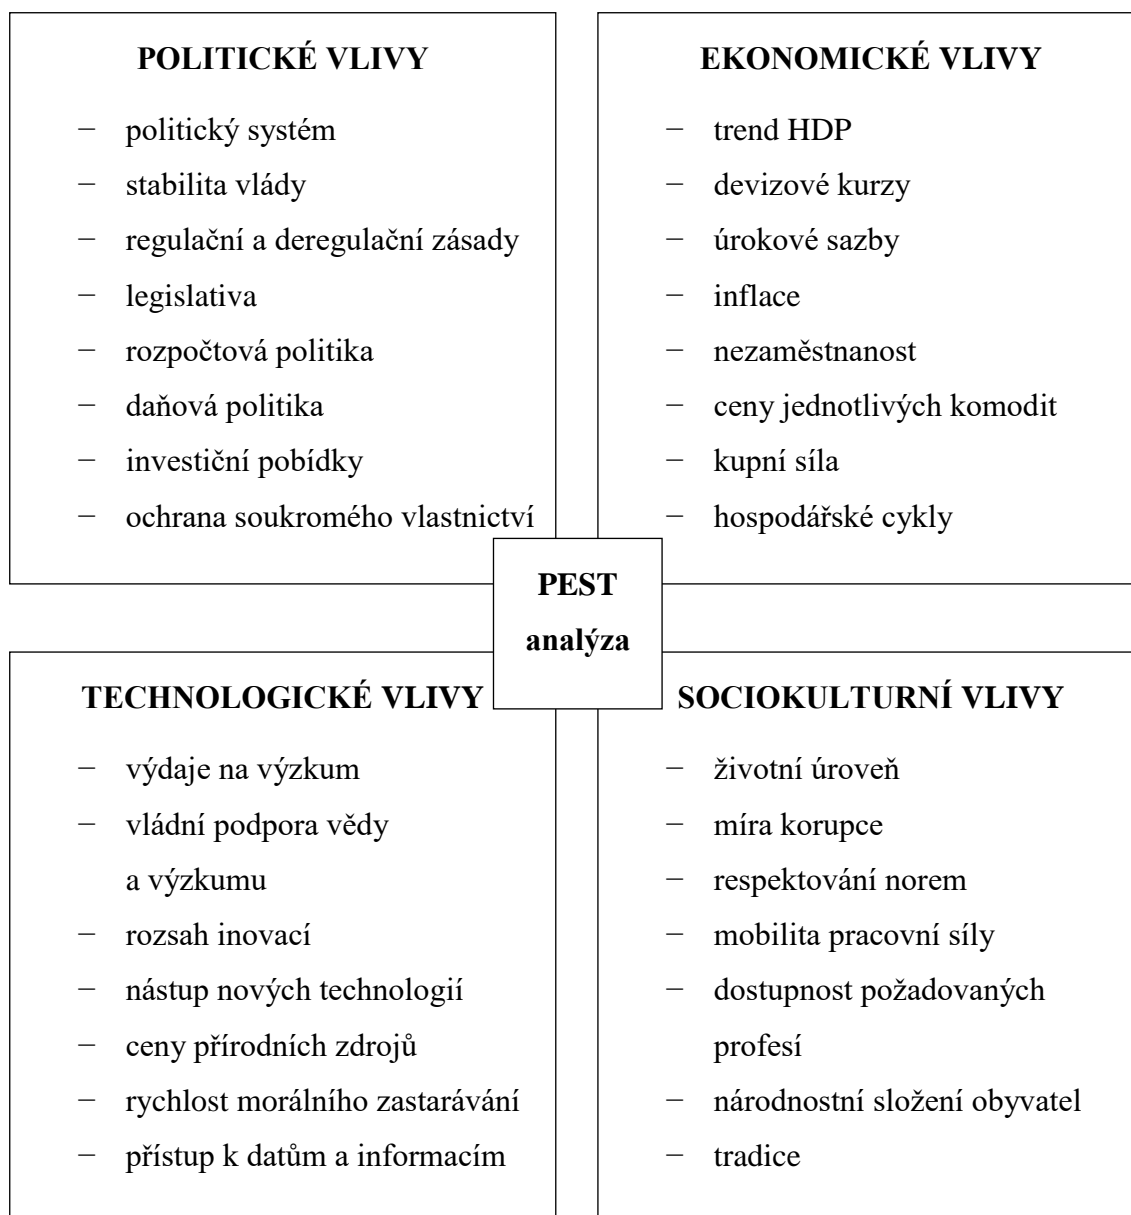 POLITICKÉ VLIVY
− politický systém
− stabilita vlády
− regulační a deregulační zásady
− legislativa
− rozpočtová politika
− daňová politika
− investiční pobídky
− ochrana soukromého vlastnictví
EKONOMICKÉ VLIVY
− trend HDP
− devizové kurzy
− úrokové sazby
− inflace
− nezaměstnanost
− ceny jednotlivých komodit
− kupní síla
− hospodářské cykly
PEST
analýza
TECHNOLOGICKÉ VLIVY
− výdaje na výzkum
− vládní podpora vědy
a výzkumu
− rozsah inovací
− nástup nových technologií
− ceny přírodních zdrojů
− rychlost morálního zastarávání
− přístup k datům a informacím
SOCIOKULTURNÍ VLIVY
− životní úroveň
− míra korupce
− respektování norem
− mobilita pracovní síly
− dostupnost požadovaných
profesí
− národnostní složení obyvatel
− tradice